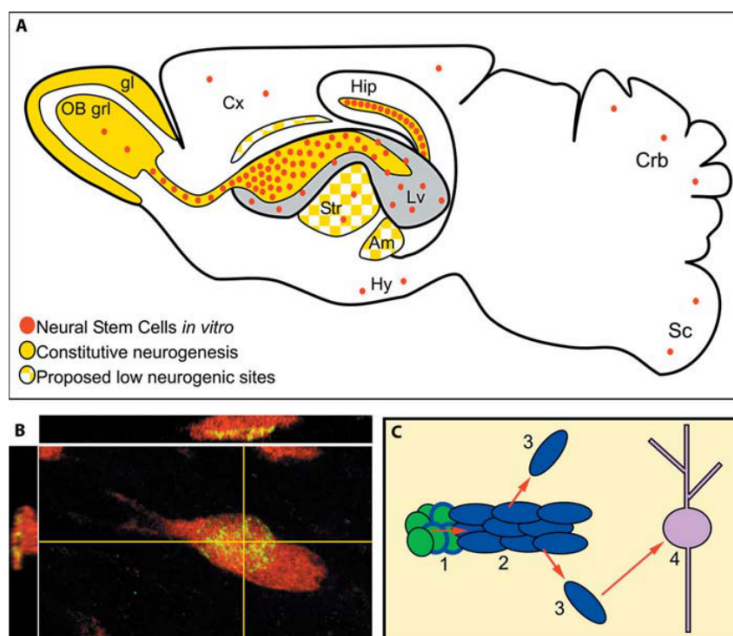 A
gl
OB grl
Cx
Hip
Crb
Lv
Str
Am
Hy
Sc
Neural Stem Cells in vitro
Constitutive neurogenesis
Proposed low neurogenic sites
B
C
3
1
2
3
4